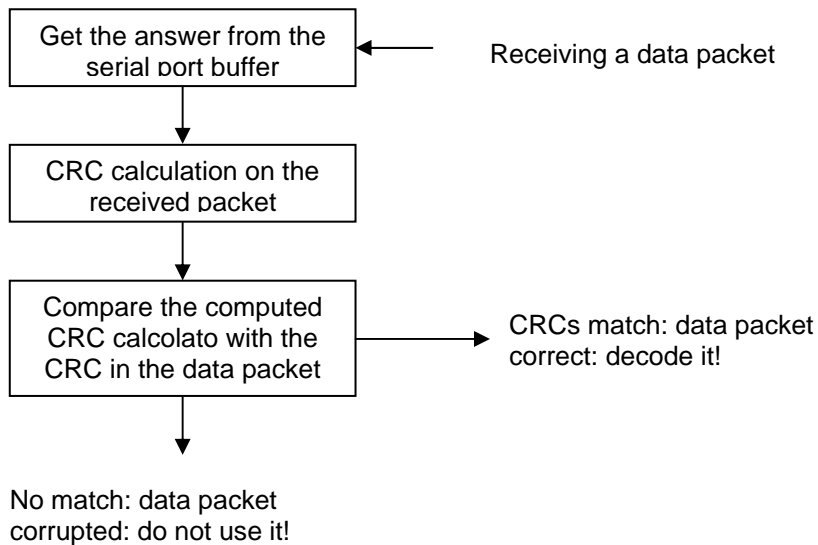 Get the answer from the
serial port buffer
Receiving a data packet
CRC calculation on the
received packet
Compare the computed
CRC calcolato with the
CRC in the data packet
CRCs match: data packet
correct: decode it!
No match: data packet
corrupted: do not use it!